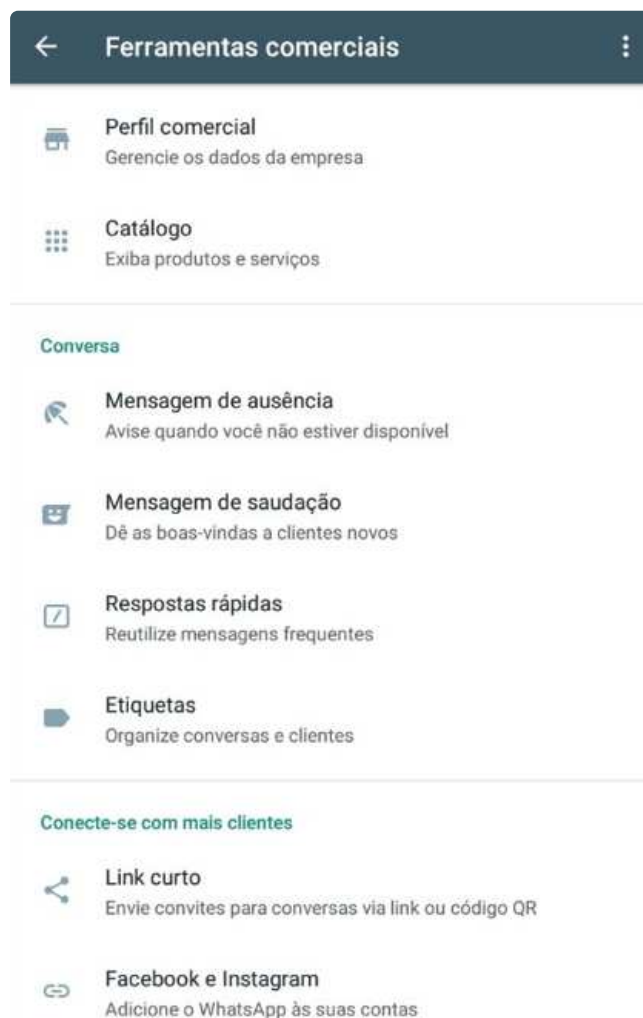 Ferramentas comerciais
Perfil comercial
Gerencie os dados da empresa
Catálogo
Exiba produtos e serviços
Conversa
Mensagem de ausência
Avise quando você não estiver disponível
Mensagem de saudação
Dê as boas-vindas a clientes novos
Respostas rápidas
Reutilize mensagens frequentes
Etiquetas
Organize conversas e clientes
Conecte-se com mais clientes
Link curto
Envie convites para conversas via link ou código QR
Facebook e Instagram
Adicione o WhatsApp às suas contas